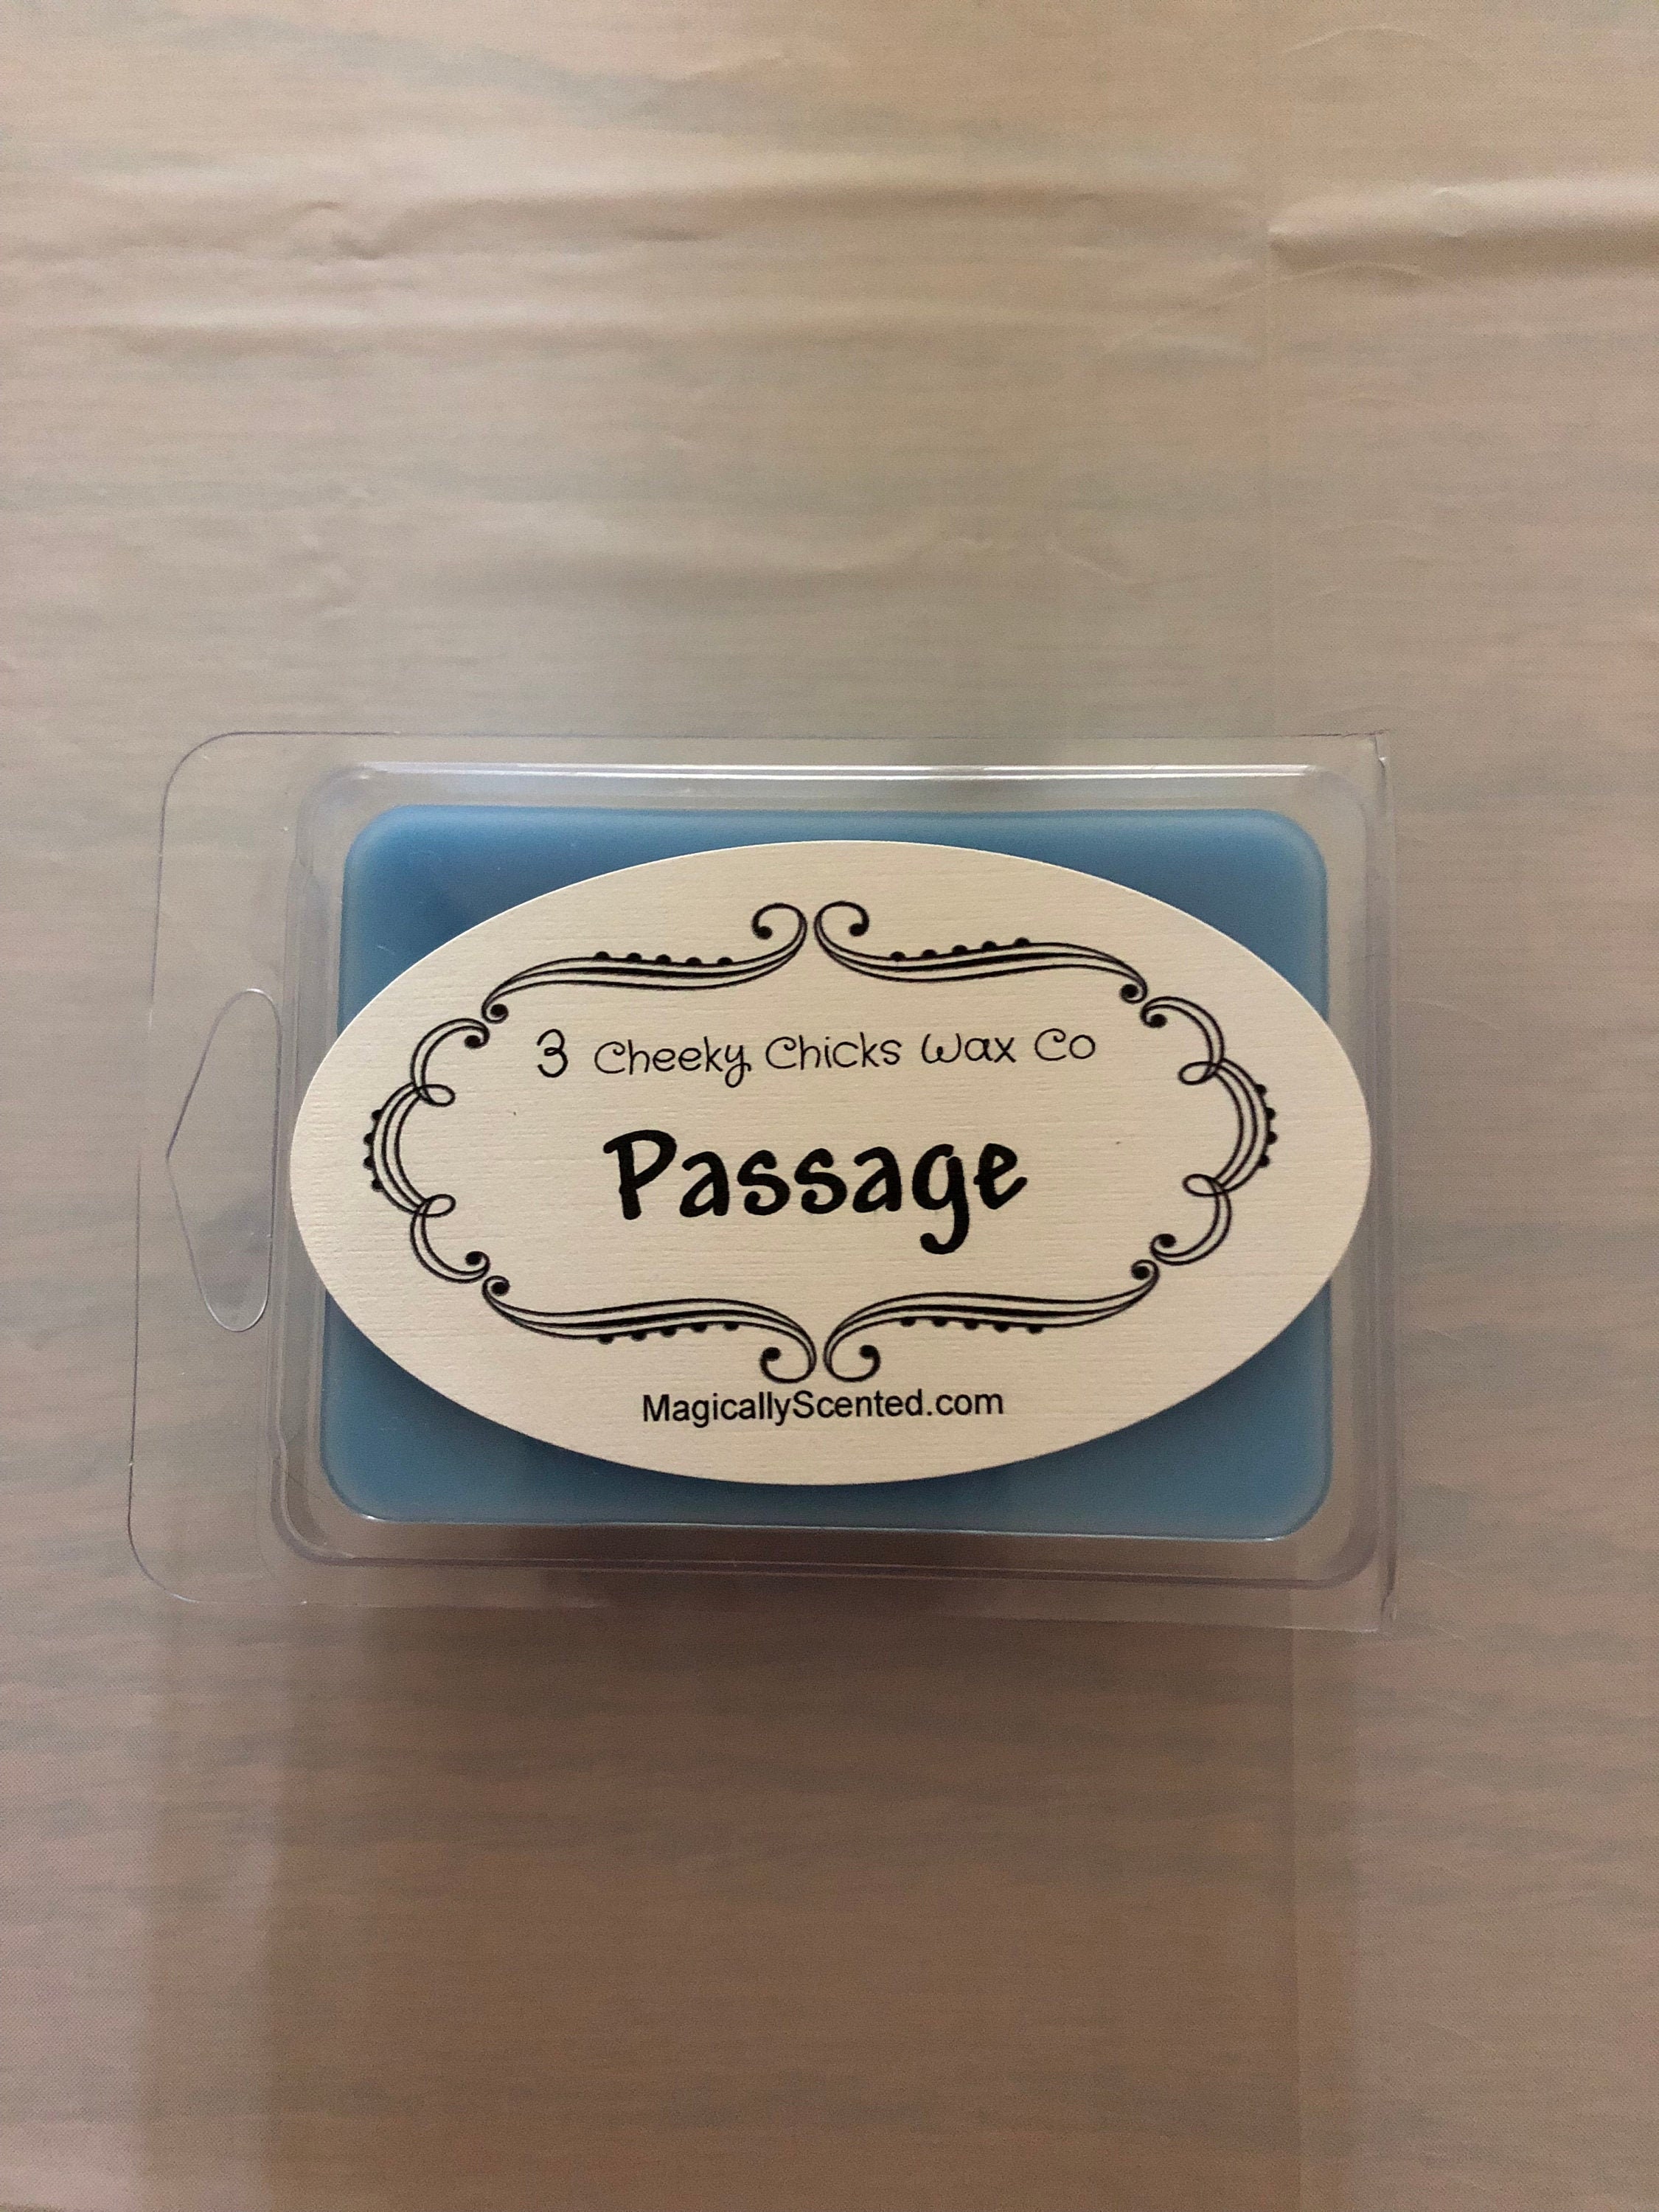 3 Cheeky Chicks Wax Co
Passage
MagicallyScented.com